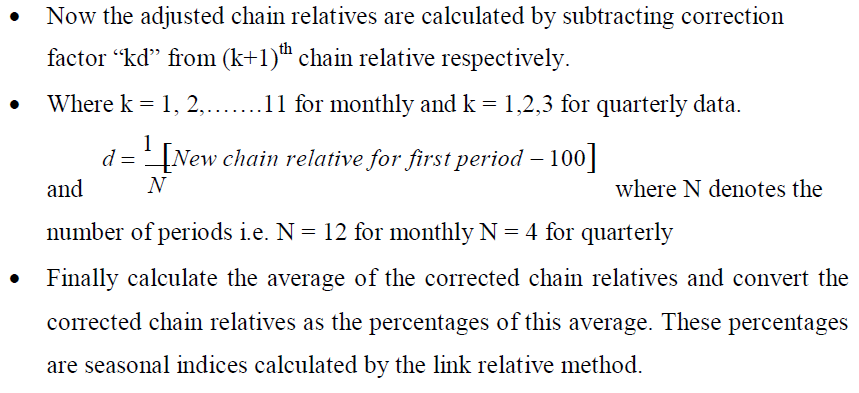 • Now the adjusted chain relatives are calculated by subtracting correction
factor “kd” from (k+1)th chain relative respectively.
• Where k = 1, 2,…….11 for monthly and k = 1,2,3 for quarterly data.
and d = 1/N [New chain relative for first period – 100] where N denotes the
number of periods i.e. N = 12 for monthly N = 4 for quarterly
• Finally calculate the average of the corrected chain relatives and convert the
corrected chain relatives as the percentages of this average. These percentages
are seasonal indices calculated by the link relative method.